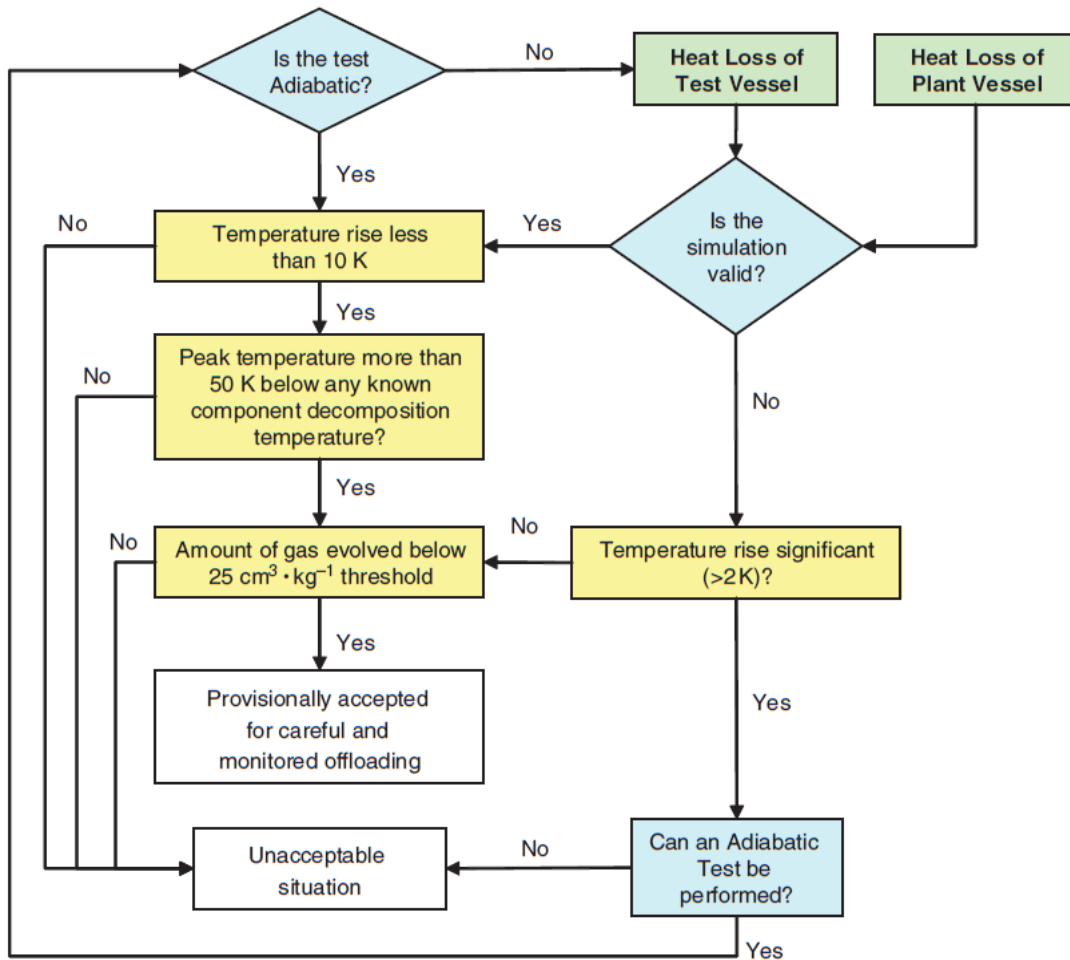 Is the test
Adiabatic?
No
Heat Loss of
Test Vessel
Heat Loss of
Plant Vessel
Yes
No
Temperature rise less
than 10 K
Yes
Is the
simulation
valid?
Yes
No
Peak temperature more than
50 K below any known
component decomposition
temperature?
No
Yes
No
Amount of gas evolved below
25 cm³・kg⁻¹ threshold
No
Temperature rise significant
(>2K)?
Yes
Provisionally accepted
for careful and
monitored offloading
Yes
Unacceptable
situation
No
Can an Adiabatic
Test be
performed?
Yes